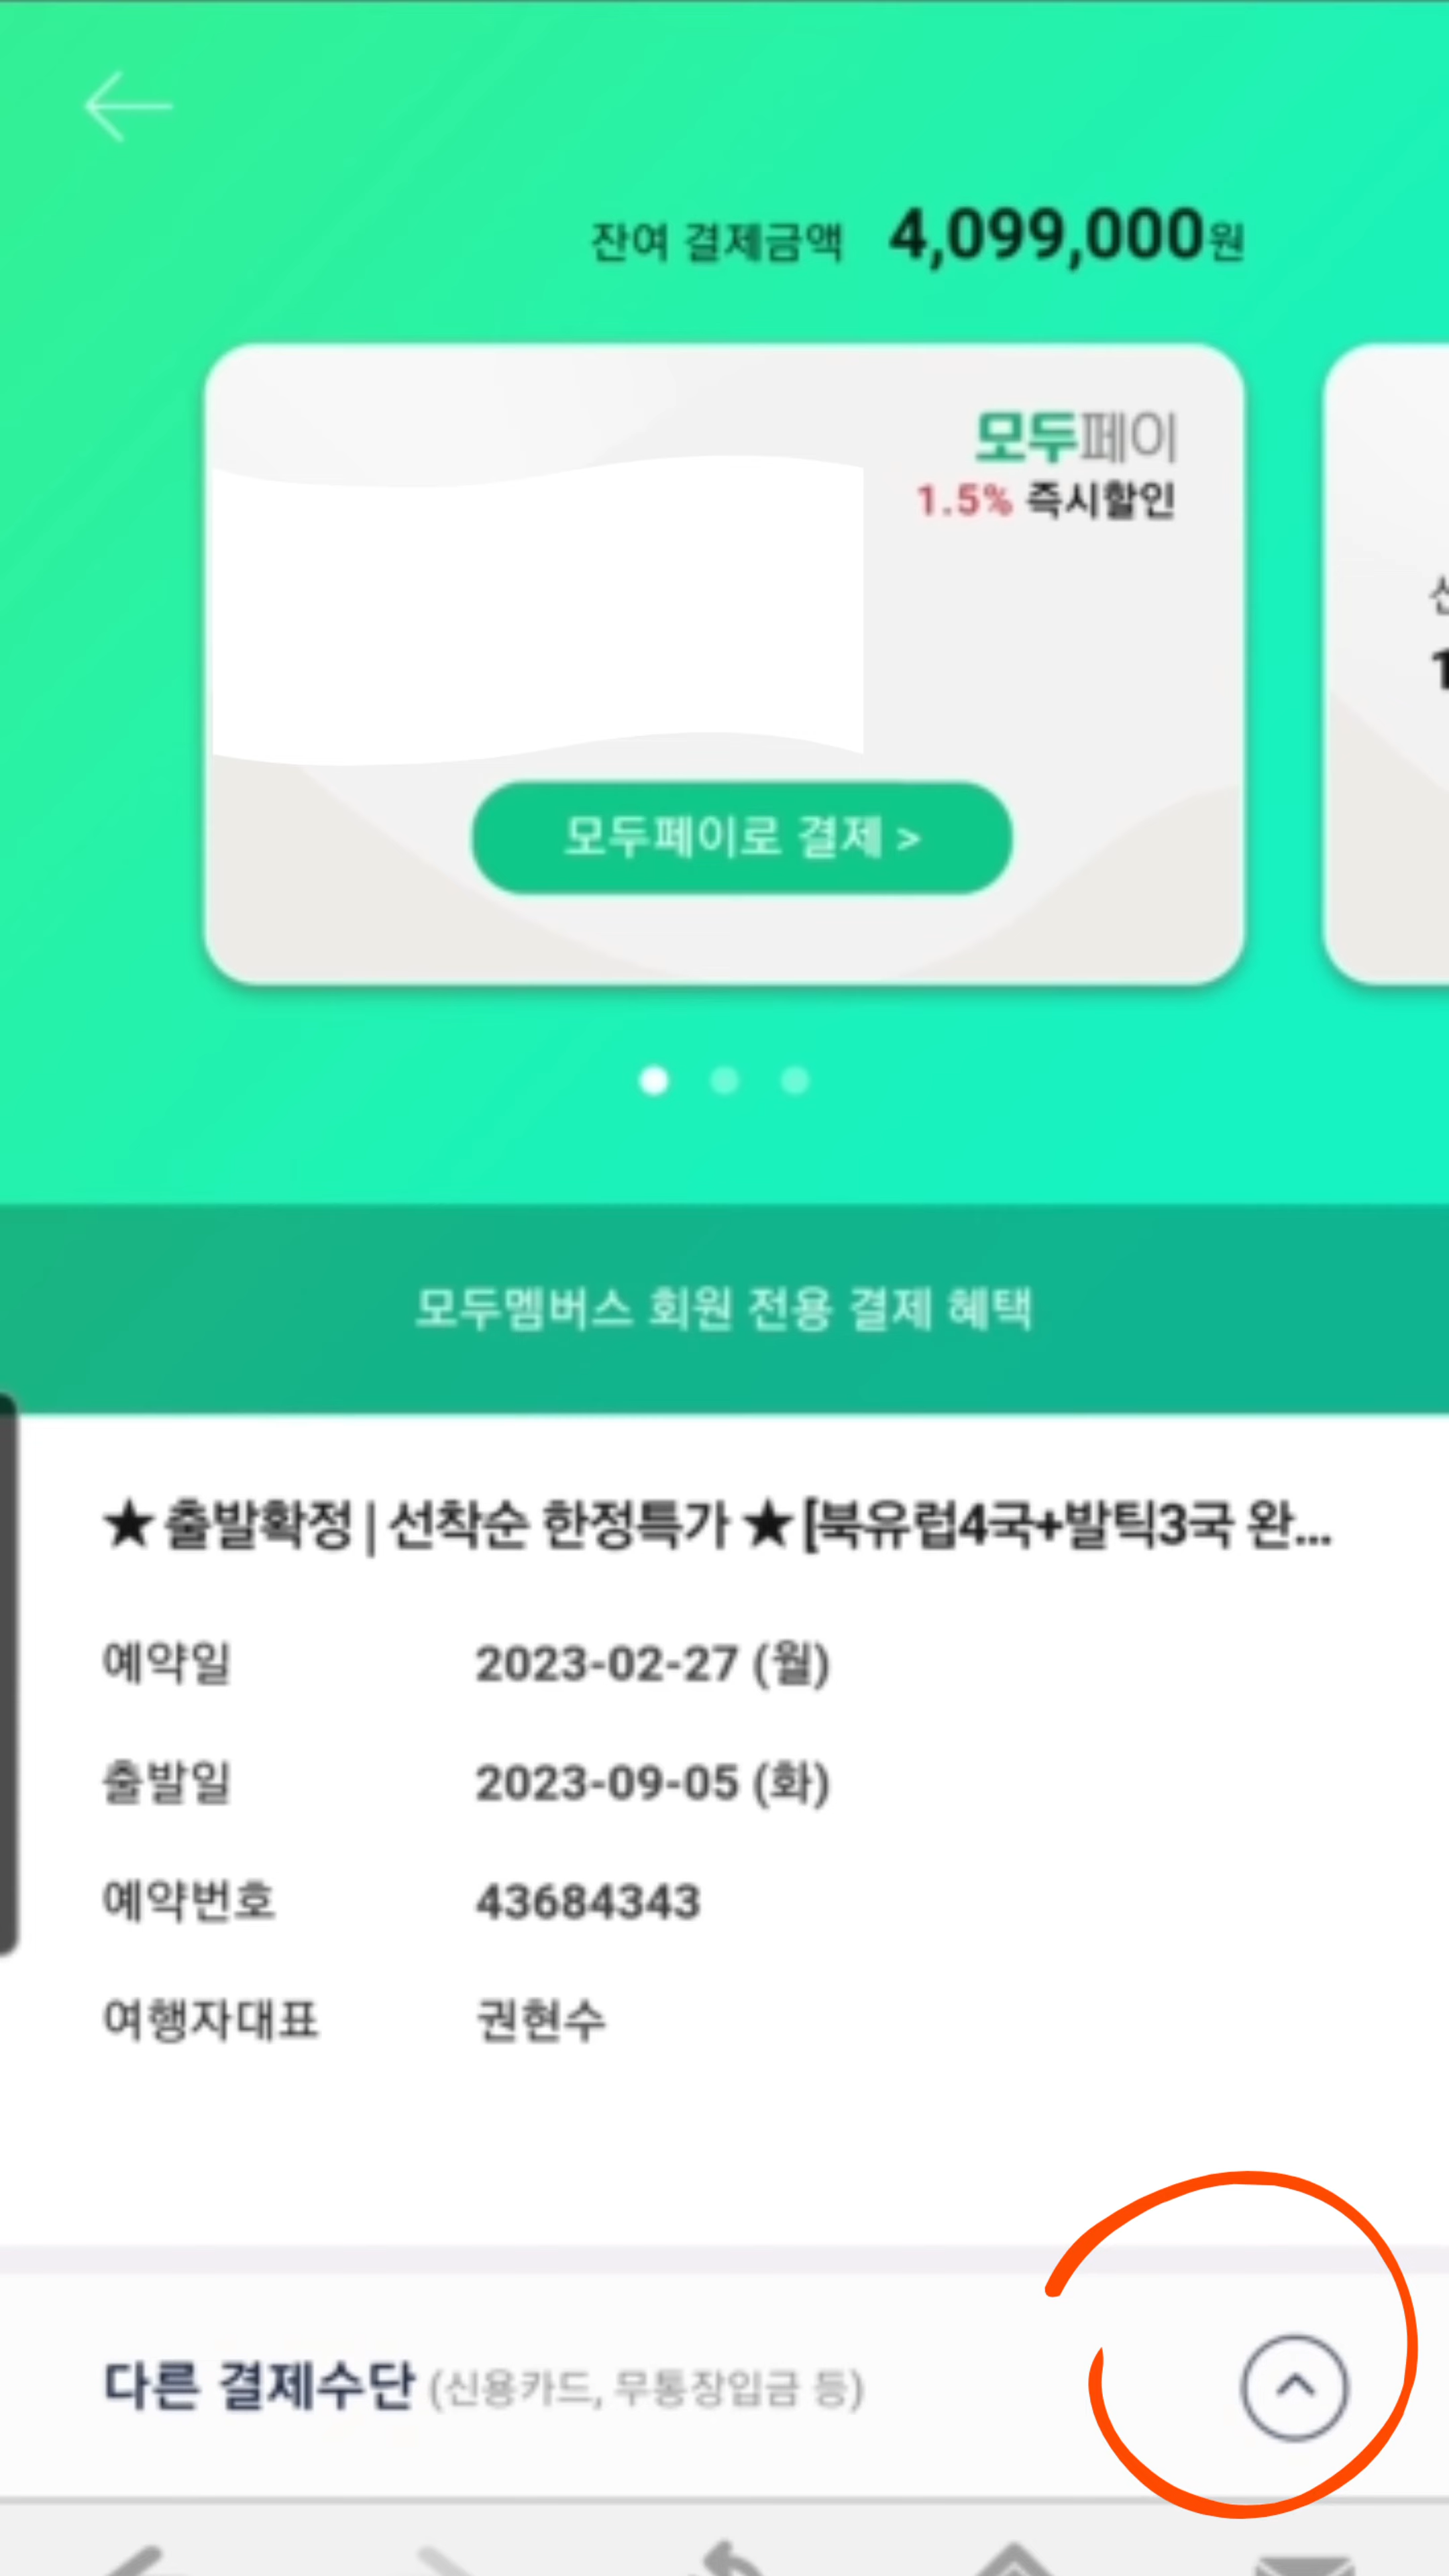 잔여 결제금액 4,099,000원
모두페이
1.5% 즉시할인
모두페이로 결제 >
모두멤버스 회원 전용 결제 혜택
★ 출발확정 | 선착순 한정특가 ★ [북유럽4국+발틱3국 완...
예약일 2023-02-27 (월)
출발일 2023-09-05 (화)
예약번호 43684343
여행자대표 권현수
다른 결제수단 (신용카드, 무통장입금 등)